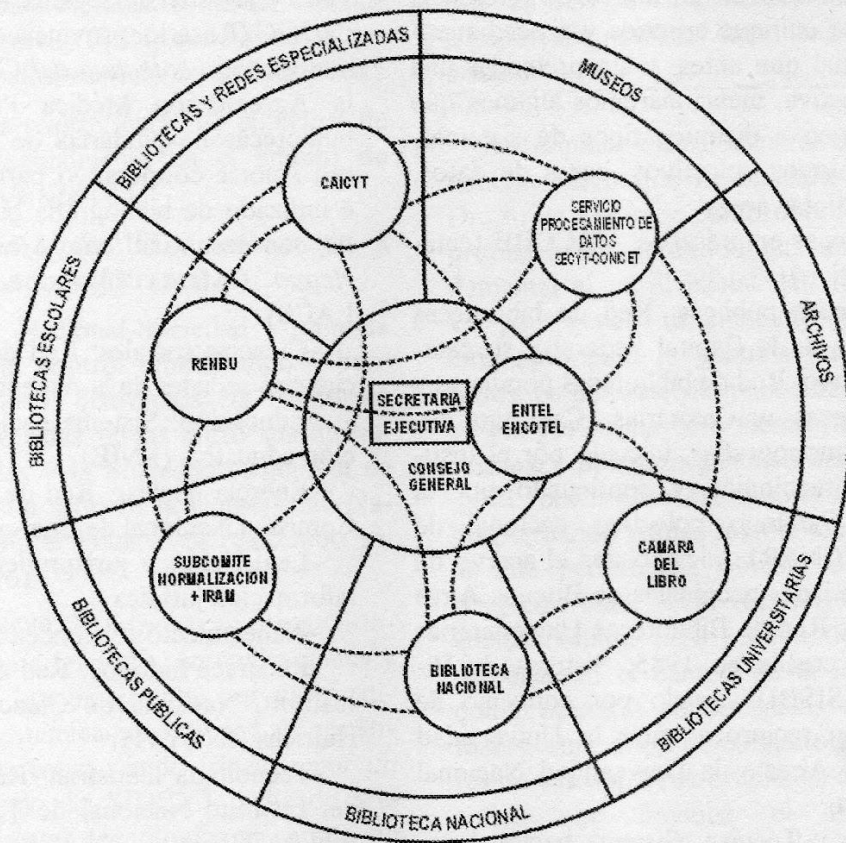 BIBLIOTECAS Y REDES ESPECIALIZADAS
MUSEOS
ARCHIVOS
BIBLIOTECAS UNIVERSITARIAS
BIBLIOTECA NACIONAL
BIBLIOTECAS PUBLICAS
BIBLIOTECAS ESCOLARES
CAICYT
SERVICIO
PROCESAMIENTO DE
DATOS
SECYT-CONICET
RENBU
SECRETARIA
EJECUTIVA
CONSEJO
GENERAL
ENTEL
ENCOTEL
SUBCOMITE
NORMALIZACIÓN
+ IRAM
CAMARA
DEL
LIBRO
BIBLIOTECA
NACIONAL